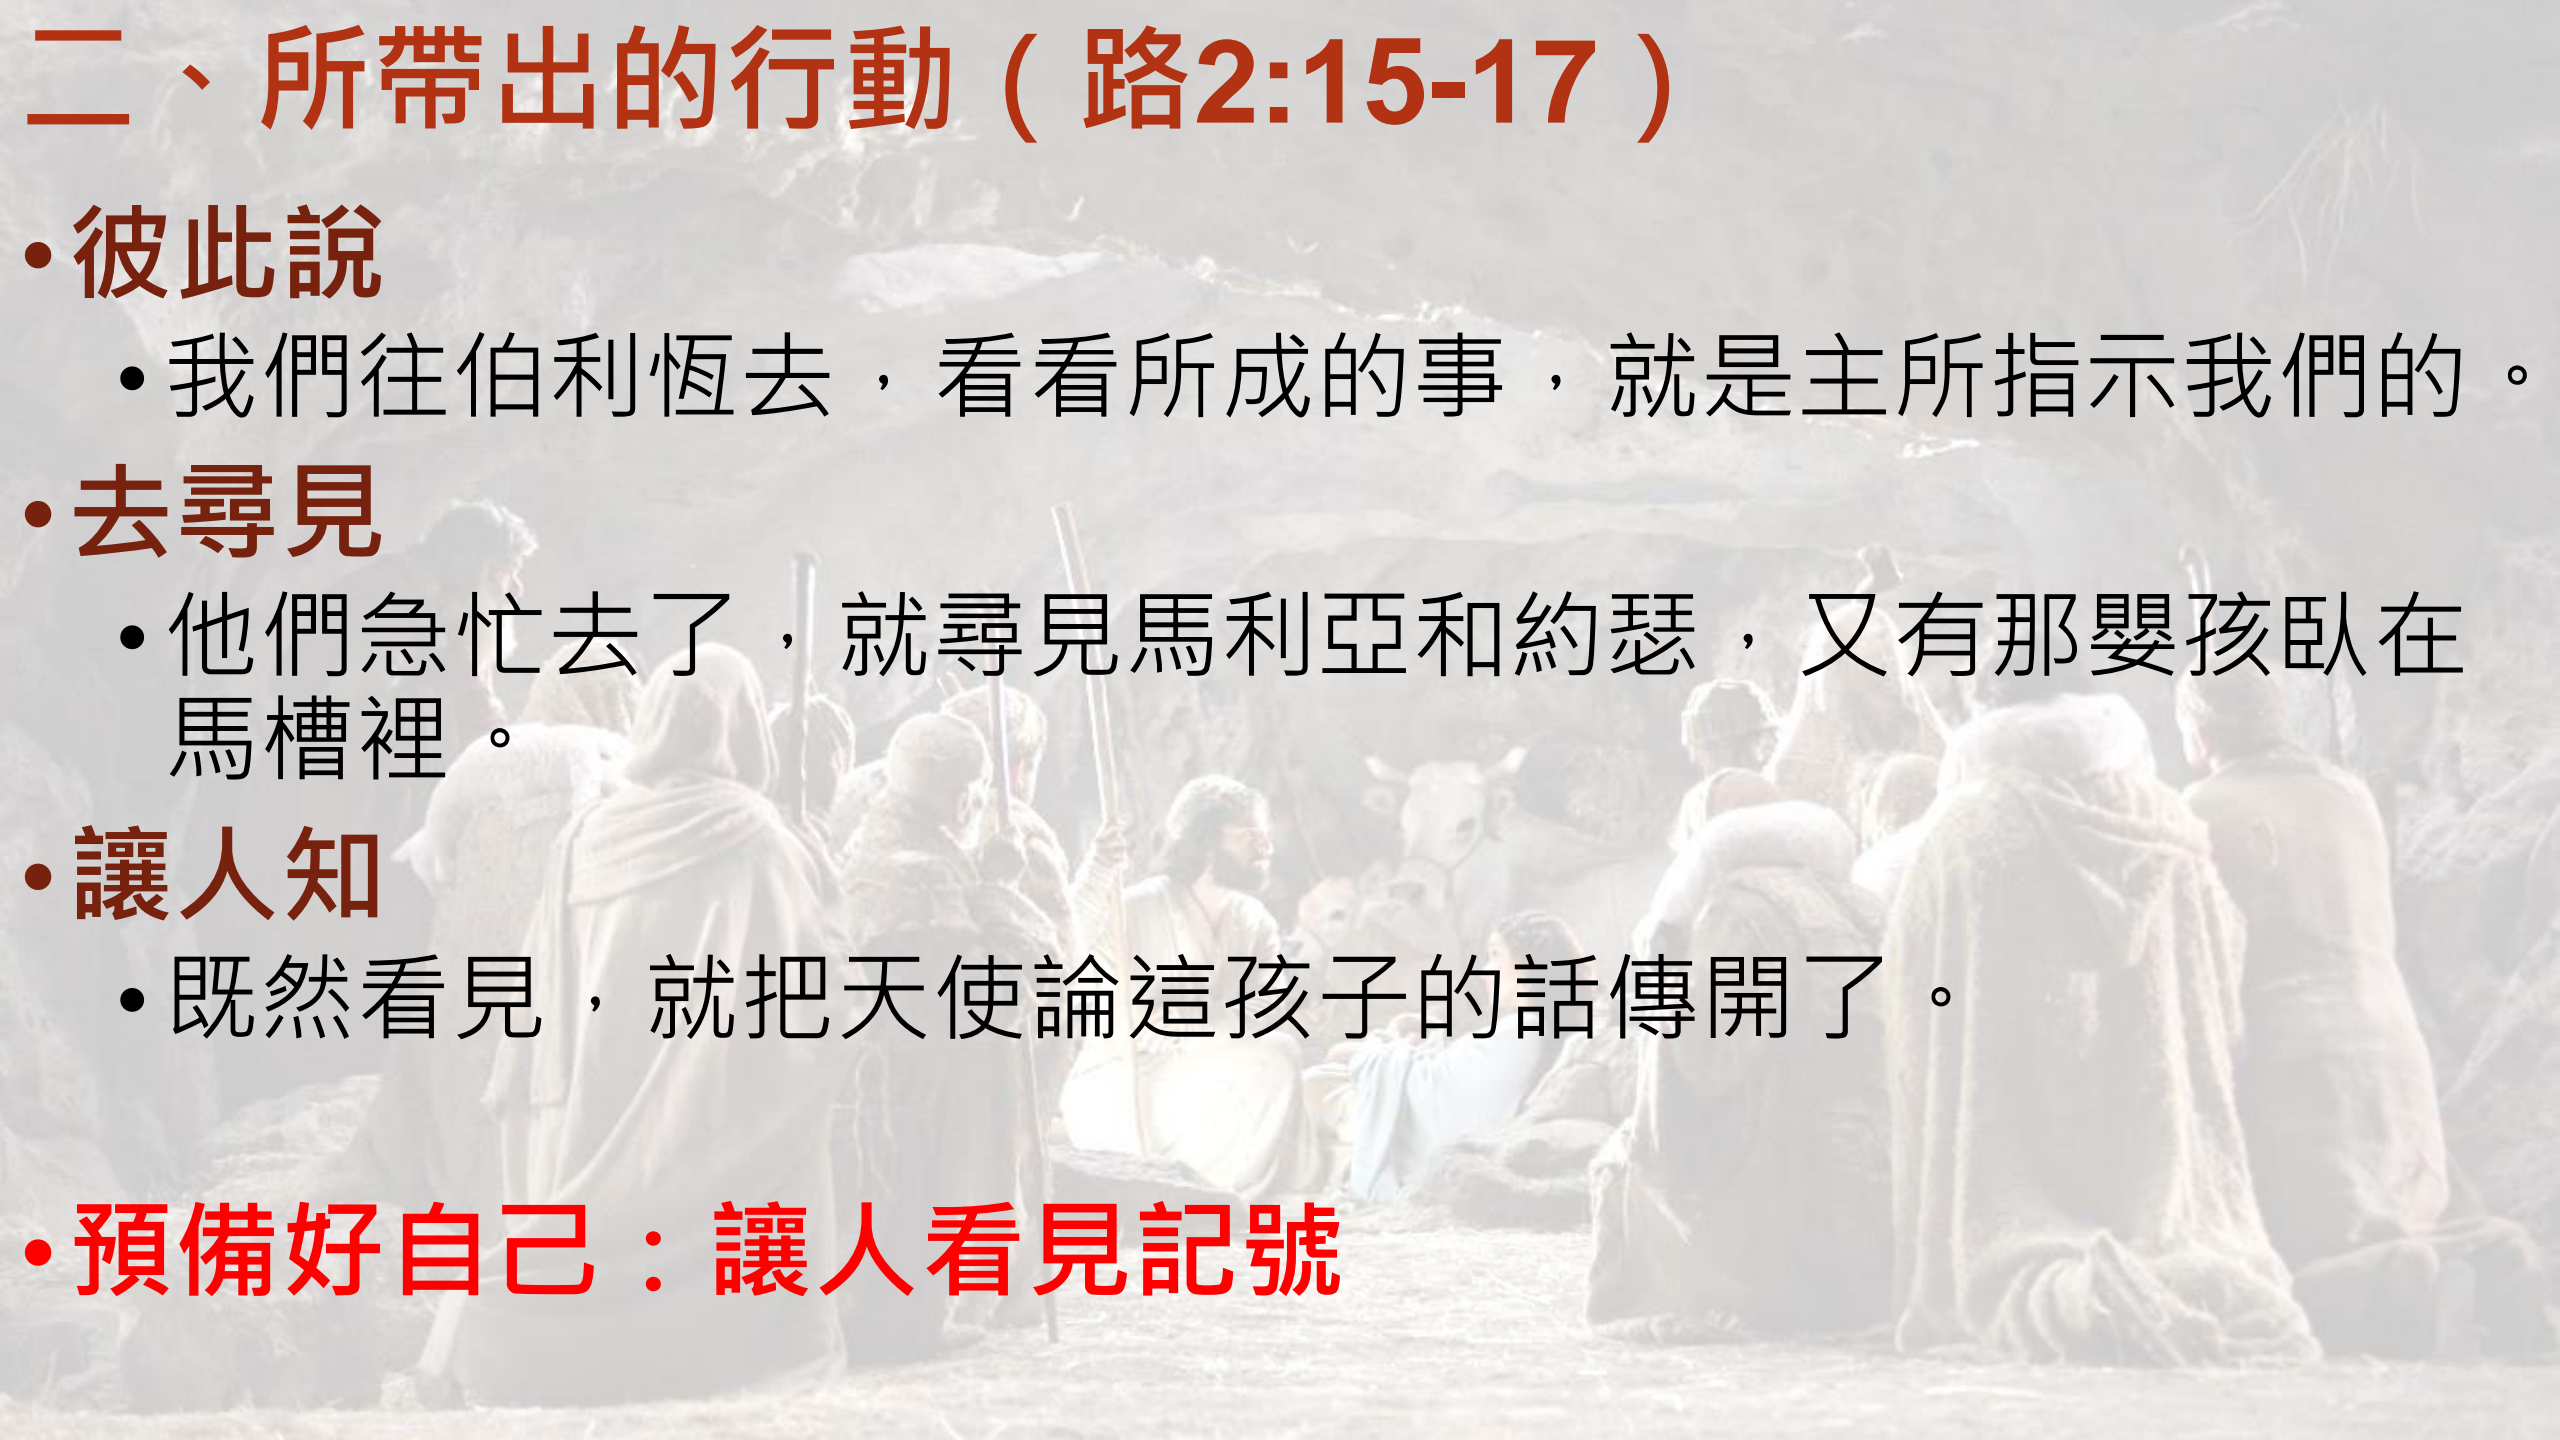 二、所帶出的行動（路2:15-17）
•彼此說
•我們往伯利恆去，看看所成的事，就是主所指示我們的。
•去尋見
•他們急忙去了，就尋見馬利亞和約瑟，又有那嬰孩臥在
馬槽裡。
•讓人知
•既然看見，就把天使論這孩子的話傳開了。
•預備好自己：讓人看見記號